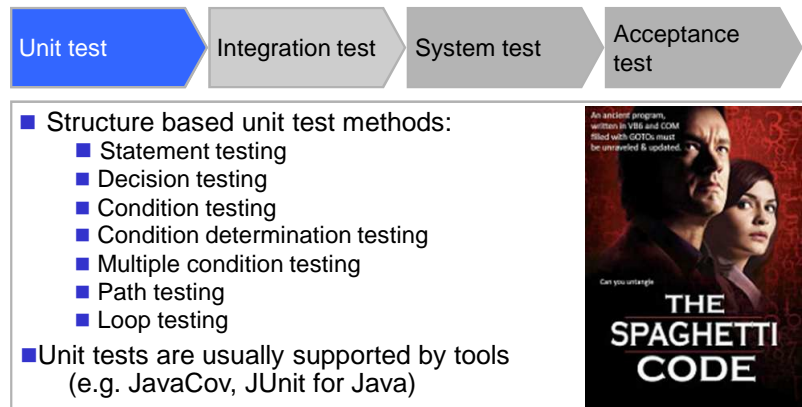 Unit test
Integration test
System test
Acceptance
test
Structure based unit test methods:
Statement testing
Decision testing
Condition testing
Condition determination testing
Multiple condition testing
Path testing
Loop testing
Unit tests are usually supported by tools
(e.g. JavaCov, JUnit for Java)
An ancient program,
written in VB6 and COM
filled with GOTOs must
be unraveled & updated.
Can you untangle
THE
SPAGHETTI
CODE